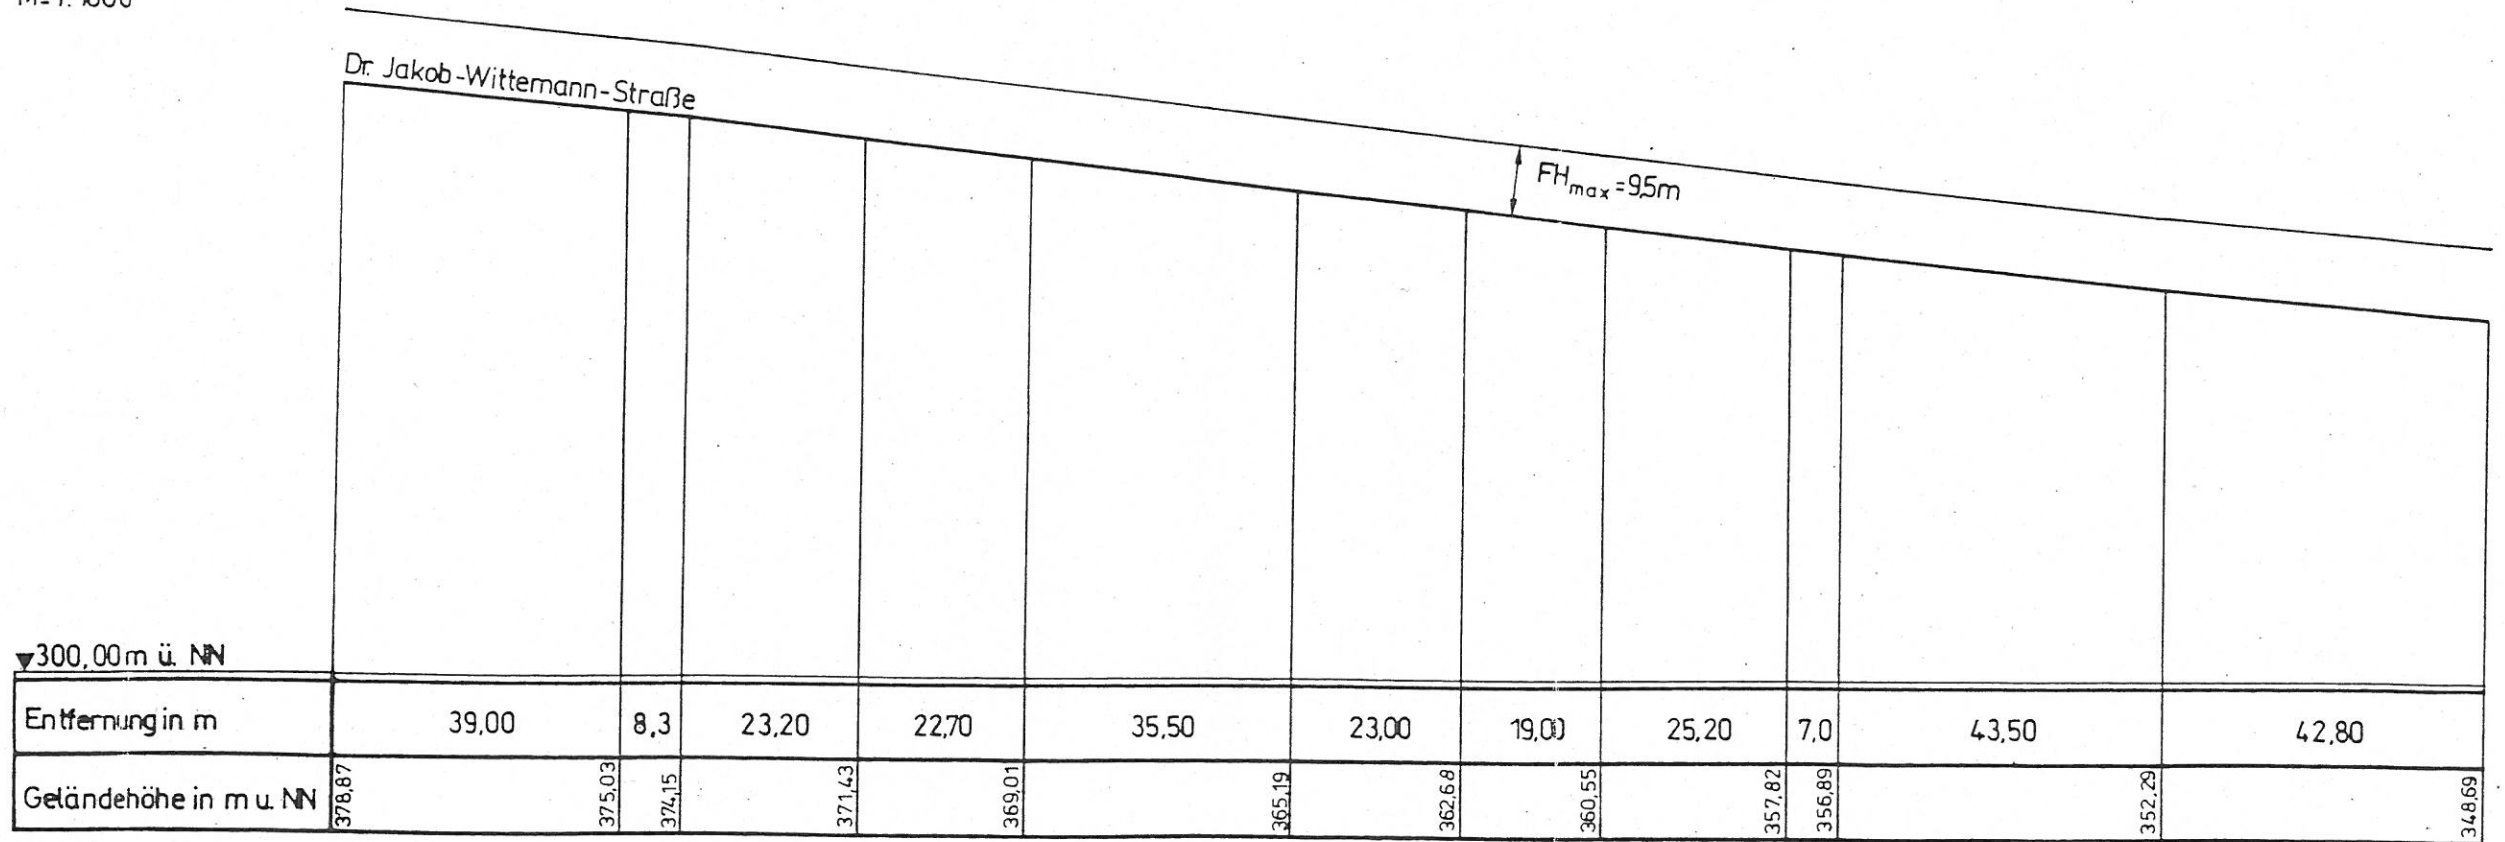 Dr. Jakob-Wittemann-Straße
FHmax=9,5m
300,00 m ü. NN
Entfernung in m 39,00 8,3 23,20 22,70 35,50 23,00 19,00 25,20 7,0 43,50 42,80
Geländehöhe in m u. NN 378,87 375,03 374,15 371,43 369,01 365,19 362,68 360,55 357,82 356,89 352,29 348,69